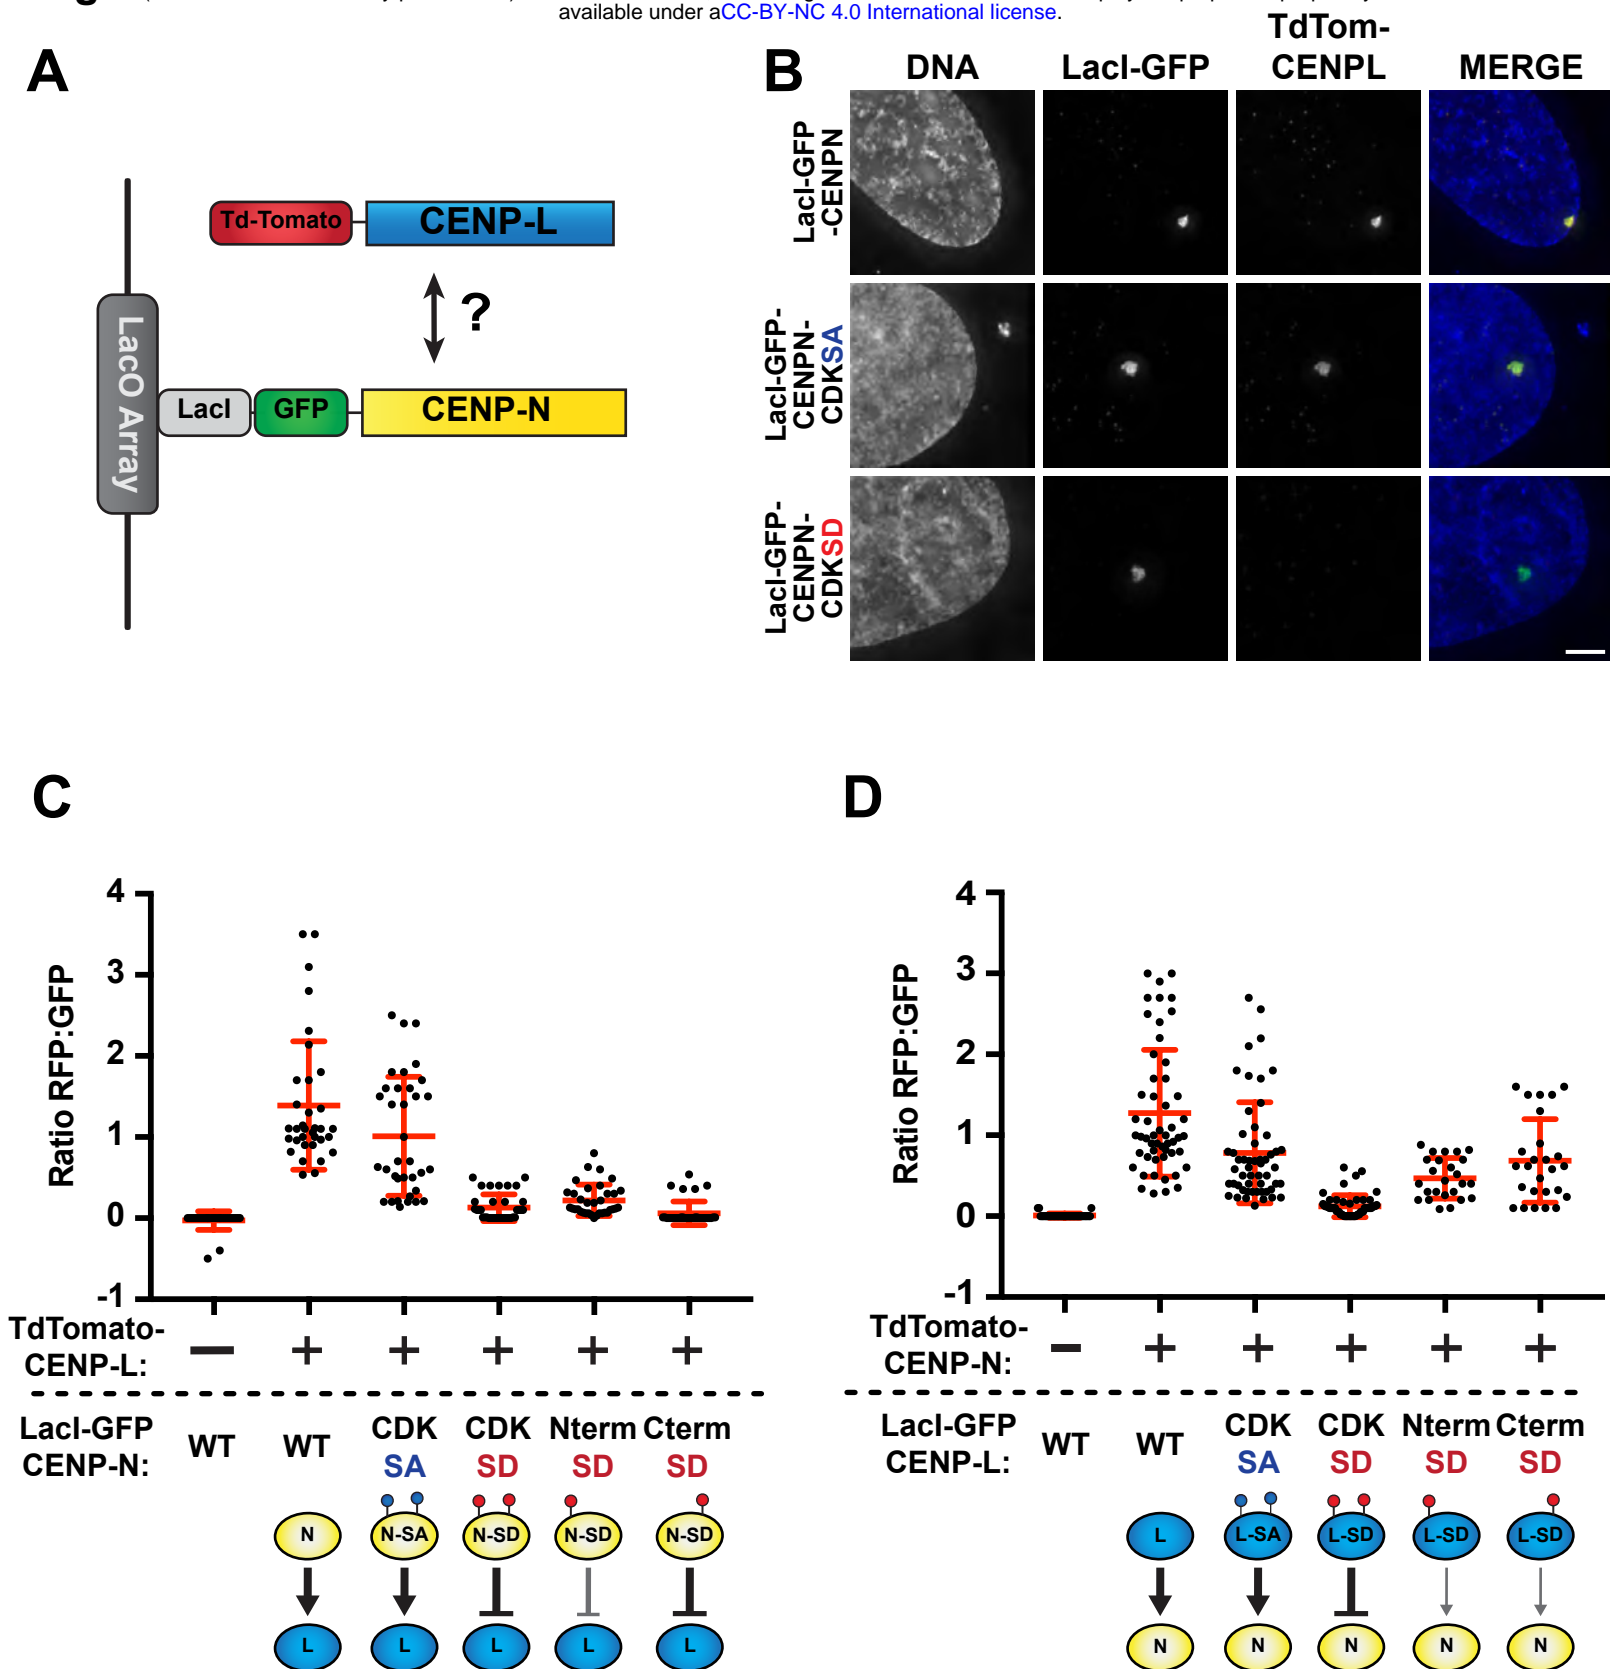 available under aCC-BY-NC 4.0 International license.
A
Td-Tomato
CENP-L
?
LacO Array
LacI
GFP
CENP-N
B
DNA
LacI-GFP
TdTom-
CENPL
MERGE
LacI-GFP
-CENPN
LacI-GFP-
CENPN-
CDKSA
LacI-GFP-
CENPN-
CDKSD
C
Ratio RFP:GFP
4
3
2
1
0
-1
TdTomato-
CENP-L:
— + + + + +
LacI-GFP
CENP-N:
WT
WT
CDK
SA
CDK
SD
Nterm
SD
Cterm
SD
N
N-SA
N-SD
N-SD
N-SD
L
L
L
L
L
D
Ratio RFP:GFP
4
3
2
1
0
-1
TdTomato-
CENP-N:
− + + + + +
LacI-GFP
CENP-L:
WT
WT
CDK
SA
CDK
SD
Nterm
SD
Cterm
SD
L
L-SA
L-SD
L-SD
L-SD
N
N
N
N
N